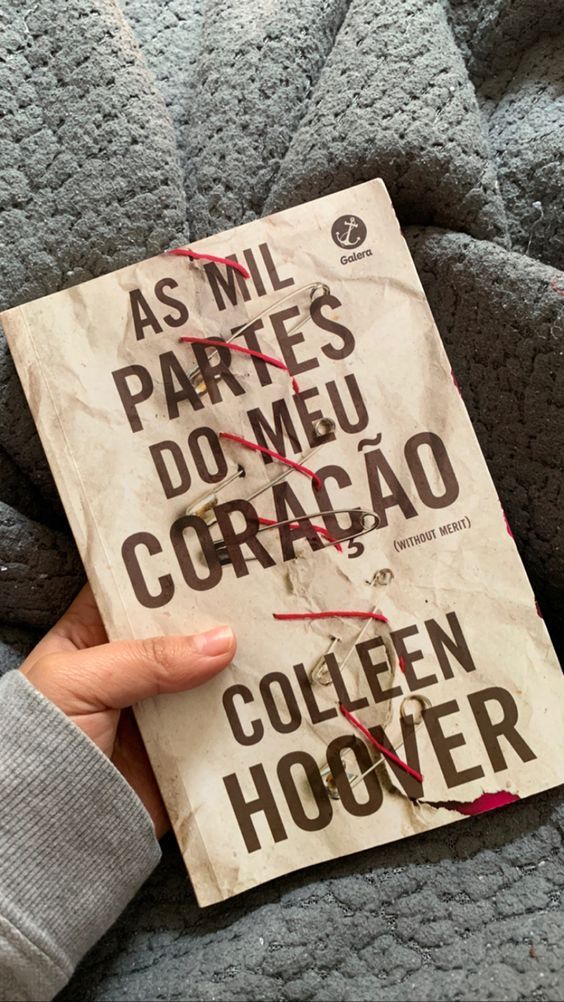 Galera
AS MIL
PARTES
DO MEU
CORAÇÃO
(WITHOUT MERIT)
COLLEEN
HOOVER